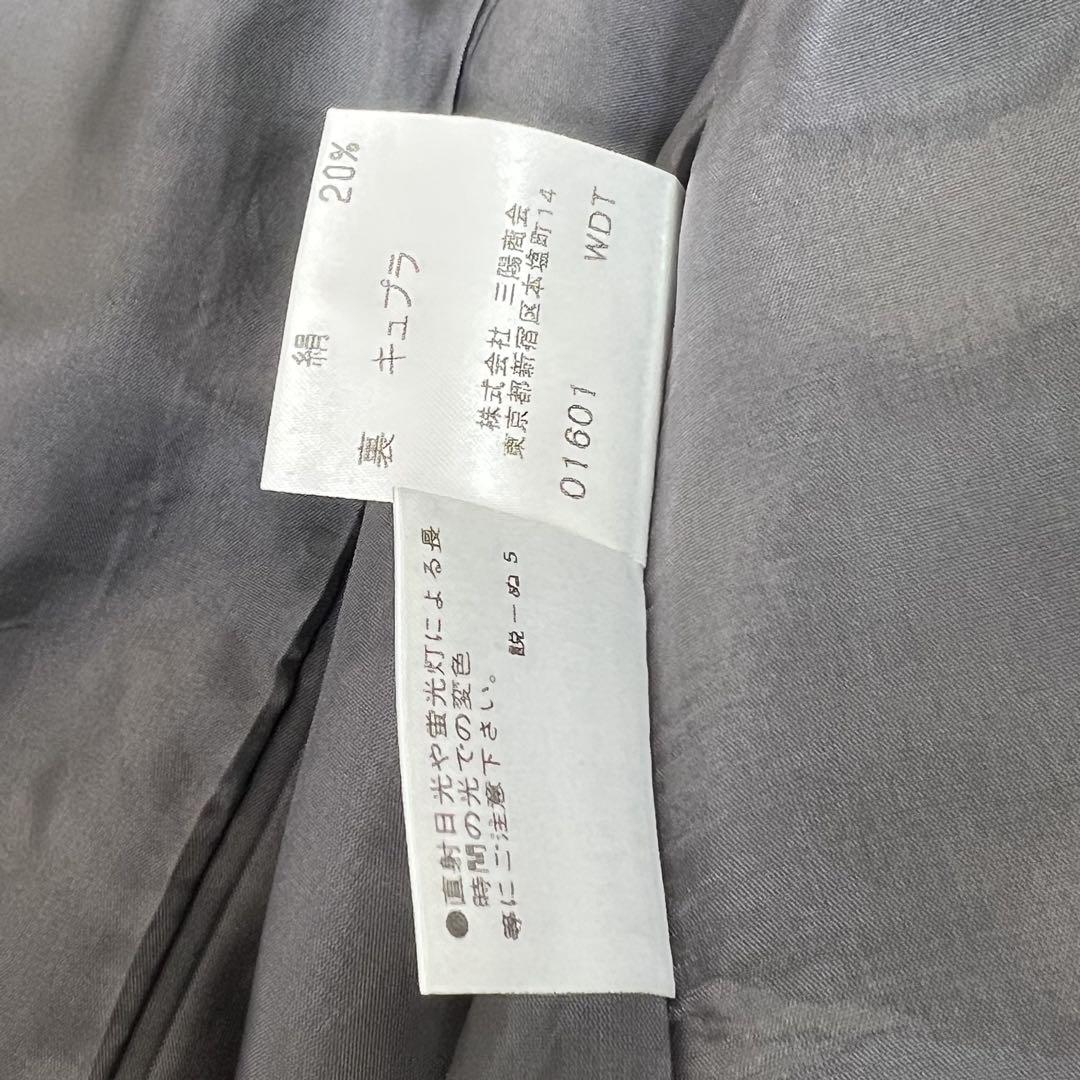 絹 20%
裏 キュプラ
株式会社 三陽商会
東京都新宿区本塩町14
01601 WDT
●直射日光や蛍光灯による長
時間の光での変色
等にご注意下さい。
脱ーぬ5